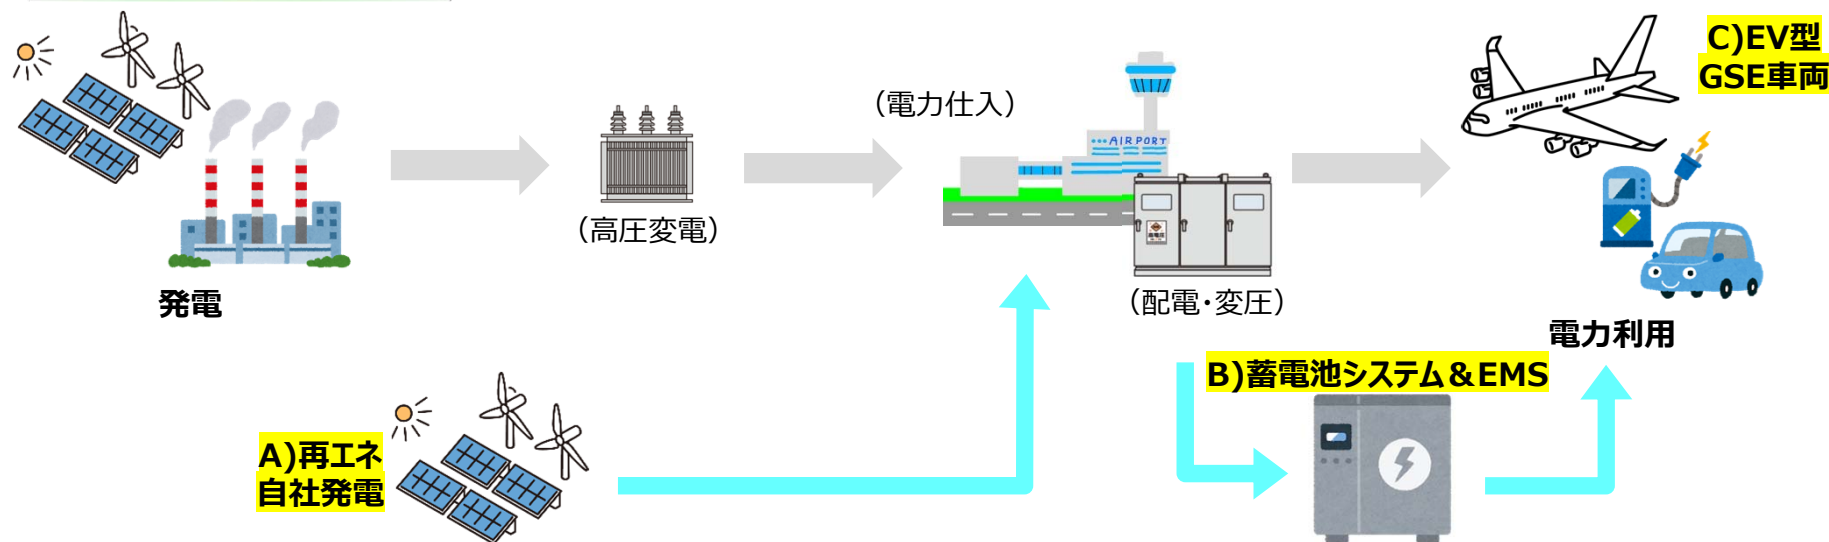 C)EV型
GSE車両
(電力仕入)
AIRPORT
(高圧変電)
発電
(配電・変圧)
電力利用
B)蓄電池システム＆EMS
A)再エネ
自社発電